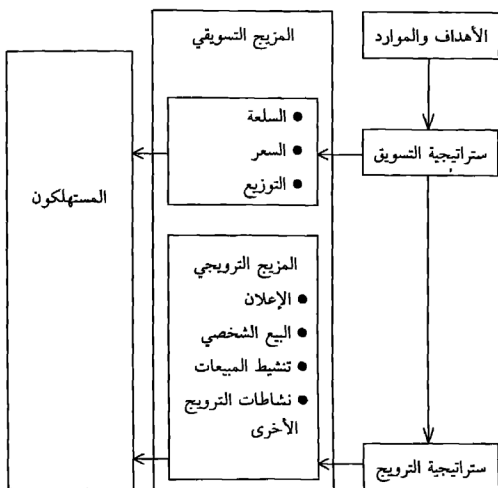 الأهداف والموارد
المزيج التسويقي
● السلعة
ستراتيجية التسويق
● السعر
● التوزيع
المستهلكون
المزيج الترويجي
● الإعلان
● البيع الشخصي
● تنشيط المبيعات
● نشاطات الترويج
الأخرى
ستراتيجية الترويج